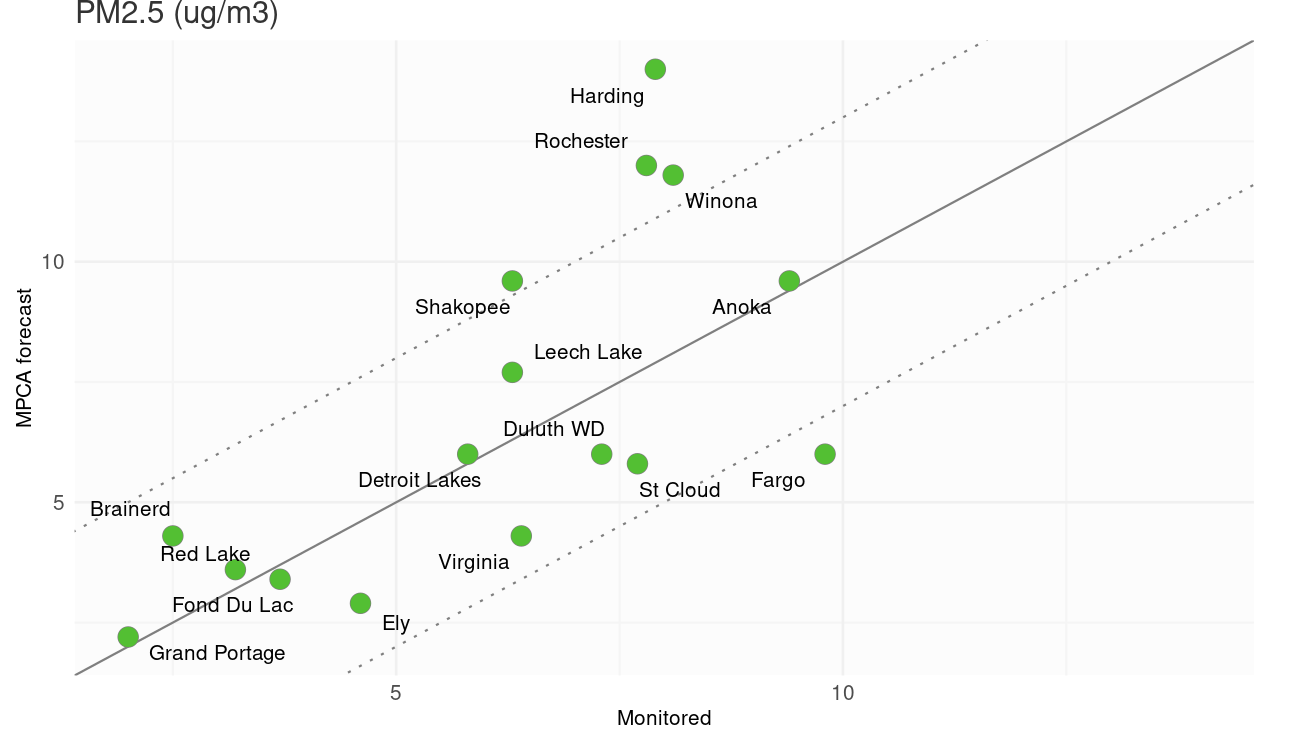 PM2.5 (ug/m3)
Harding
Rochester
Winona
10
Shakopee
Anoka
Leech Lake
MPCA forecast
Duluth WD
Detroit Lakes
St Cloud
Fargo
5
Brainerd
Red Lake
Virginia
Fond Du Lac
Ely
Grand Portage
5
10
Monitored